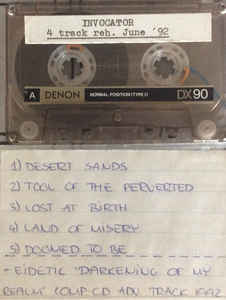 INVOCATOR
4 track reh. June '92
A DENON NORMAL POSITION (TYPE I) DX90
1) DESERT SANDS
2) TOOL OF THE PERVERTED
3) LOST AT BIRTH
4) LAND OF MISERY
5) DOOMED TO BE
- EIDETIC "DARKENING OF MY
REALM" COMP CD ADV. TRACK 1992